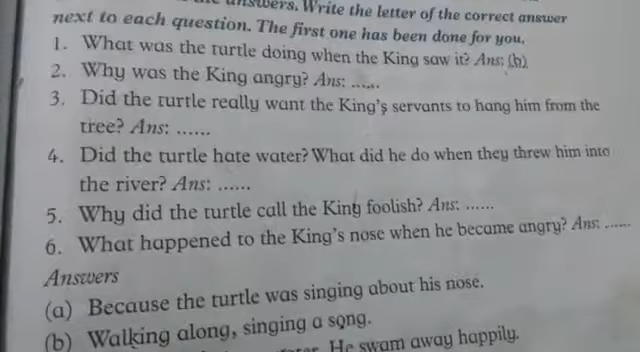 answers. Write the letter of the correct answer
next to each question. The first one has been done for you.
1. What was the turtle doing when the King saw it? Ans: (b)
2. Why was the King angry? Ans: ......
3. Did the turtle really want the King's servants to hang him from the
tree? Ans: ......
4. Did the turtle hate water? What did he do when they threw him into
the river? Ans: ......
5. Why did the turtle call the King foolish? Ans: ......
6. What happened to the King's nose when he became angry? Ans: ......
Answers
(a) Because the turtle was singing about his nose.
(b) Walking along, singing a song.
He swam away happily.